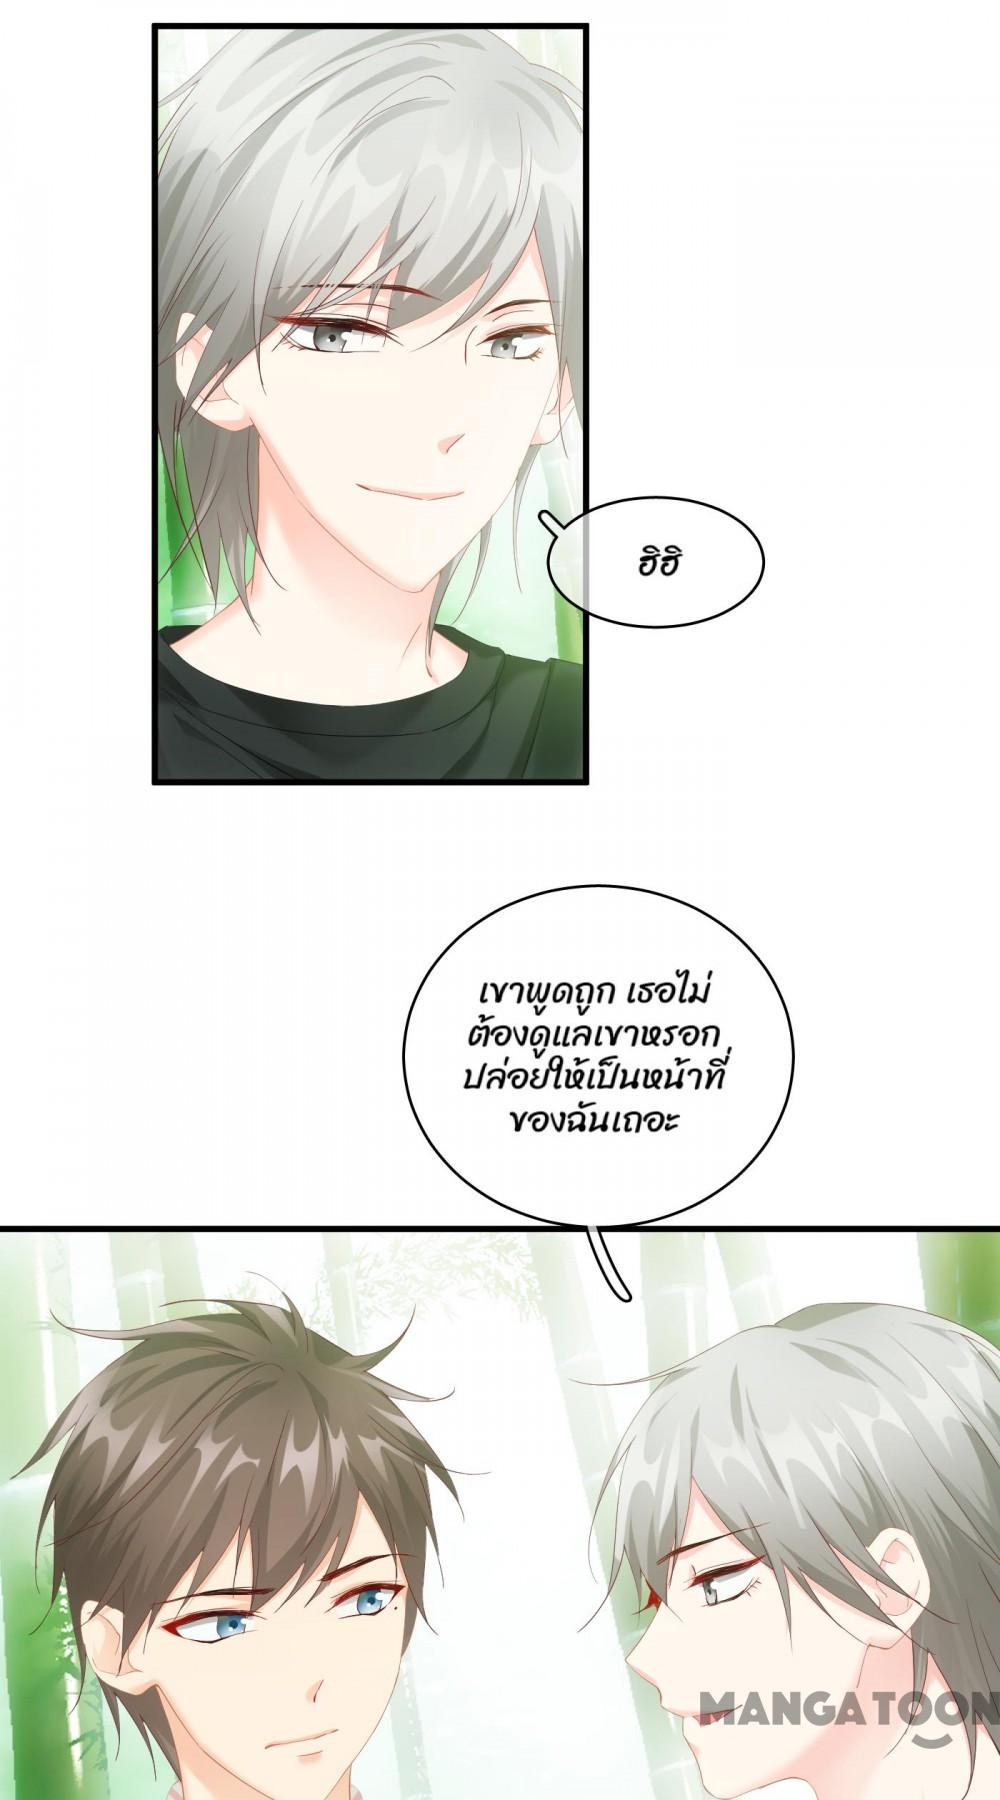 ฮิฮิ
เขาพูดถูก เธอไม่
ต้องดูแลเขาหรอก
ปล่อยให้เป็นหน้าที่
ของฉันเถอะ
MANGATOON